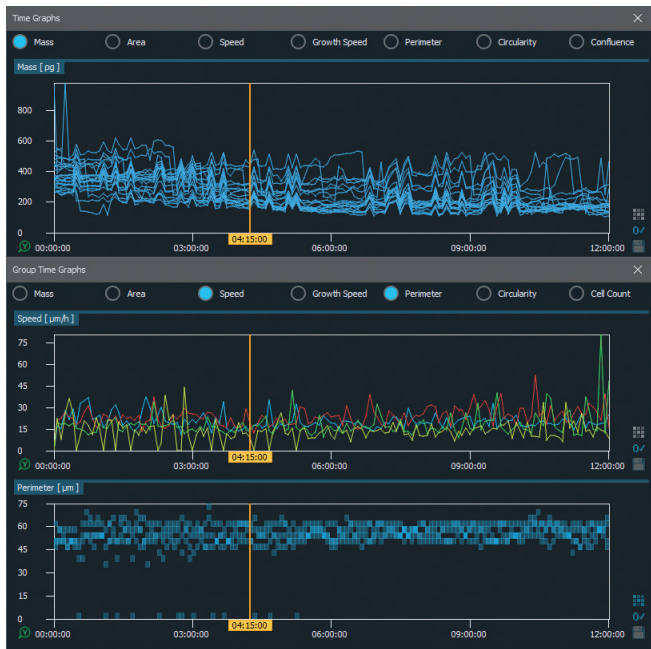 Time Graphs
Mass Area Speed Growth Speed Perimeter Circularity Confluence
Mass [ pg ]
800
600
400
200
0
04:15:00
00:00:00 03:00:00 06:00:00 09:00:00 12:00:00
Group Time Graphs
Mass Area Speed Growth Speed Perimeter Circularity Cell Count
Speed [ µm/h ]
75
60
45
30
15
0
04:15:00
00:00:00 03:00:00 06:00:00 09:00:00 12:00:00
Perimeter [ µm ]
75
60
45
30
15
0
04:15:00
00:00:00 03:00:00 06:00:00 09:00:00 12:00:00